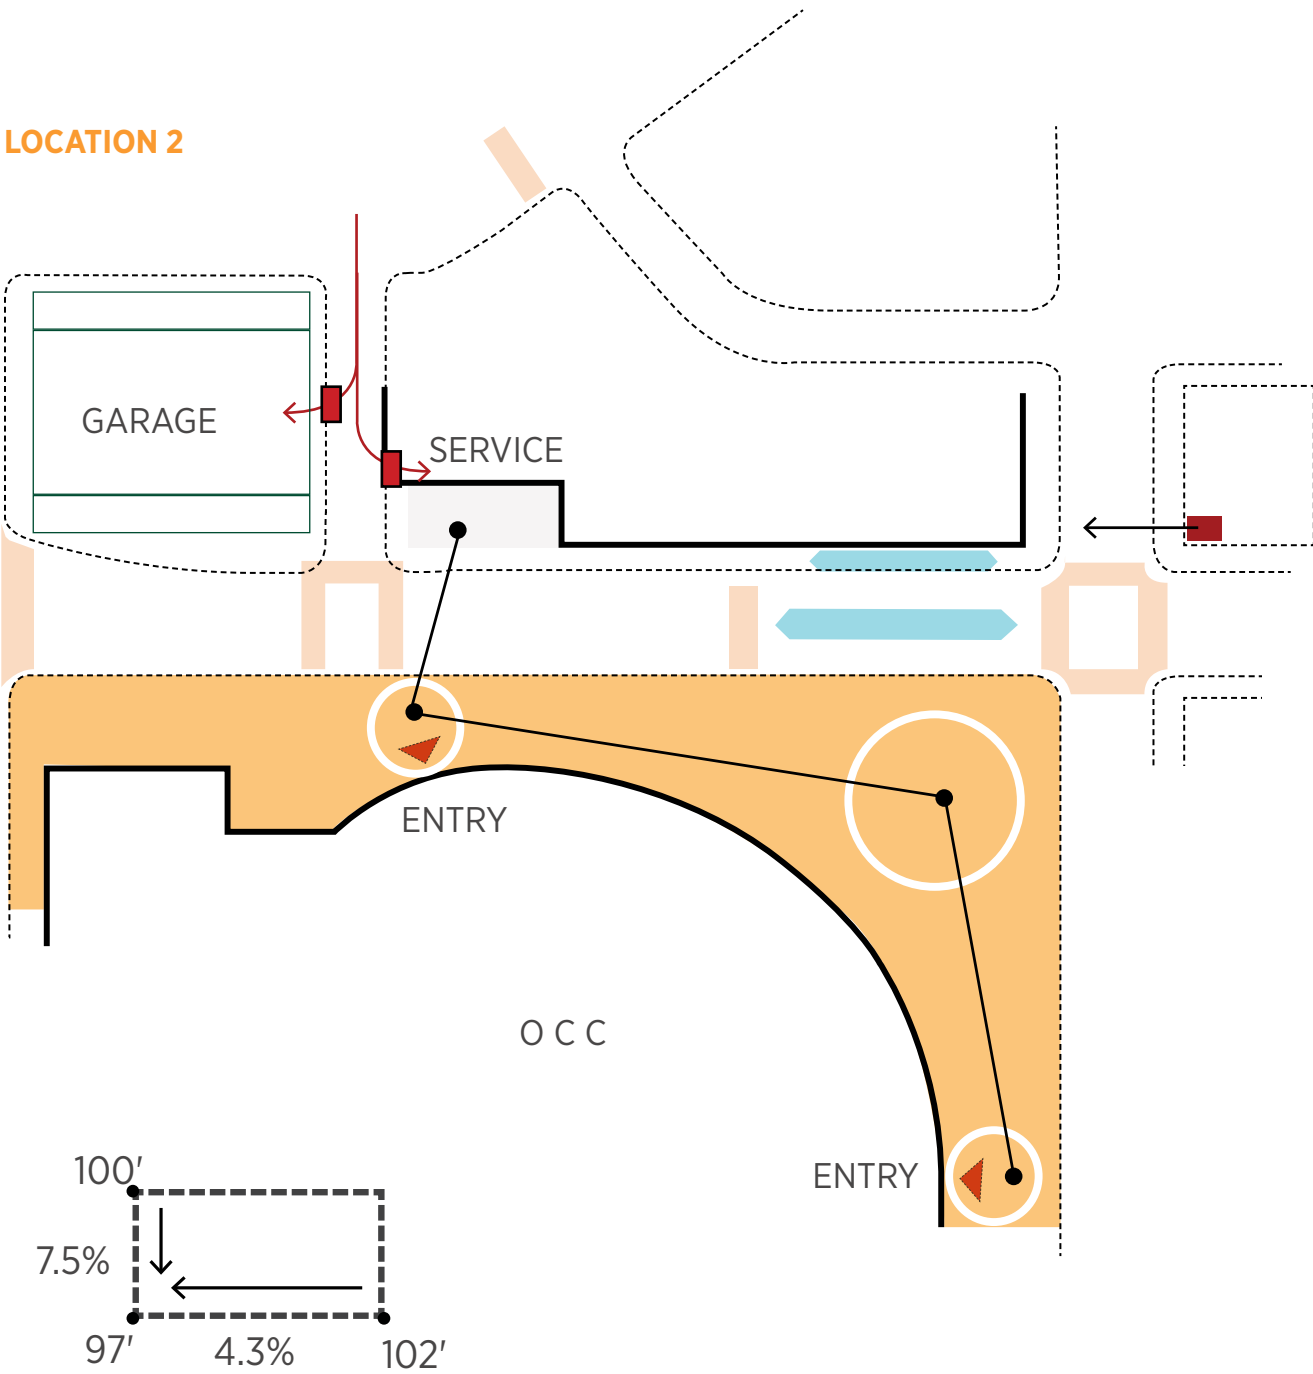 LOCATION 2
GARAGE
SERVICE
ENTRY
O C C
ENTRY
100'
7.5%
97'
4.3%
102'